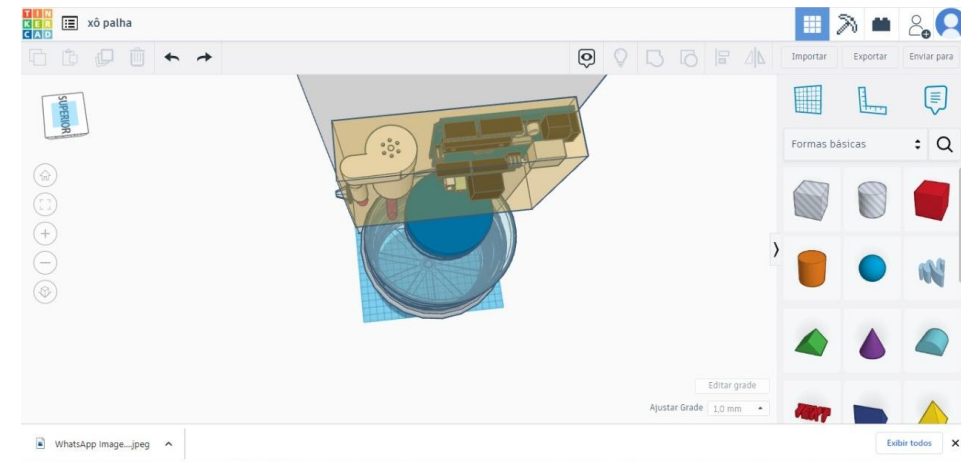 TIN
KER
CAD
xô palha
Importar
Exportar
Enviar para
SUPERIOR
Formas básicas
TEXT
Editar grade
Ajustar Grade 1,0 mm
WhatsApp Image....jpeg
Exibir todos